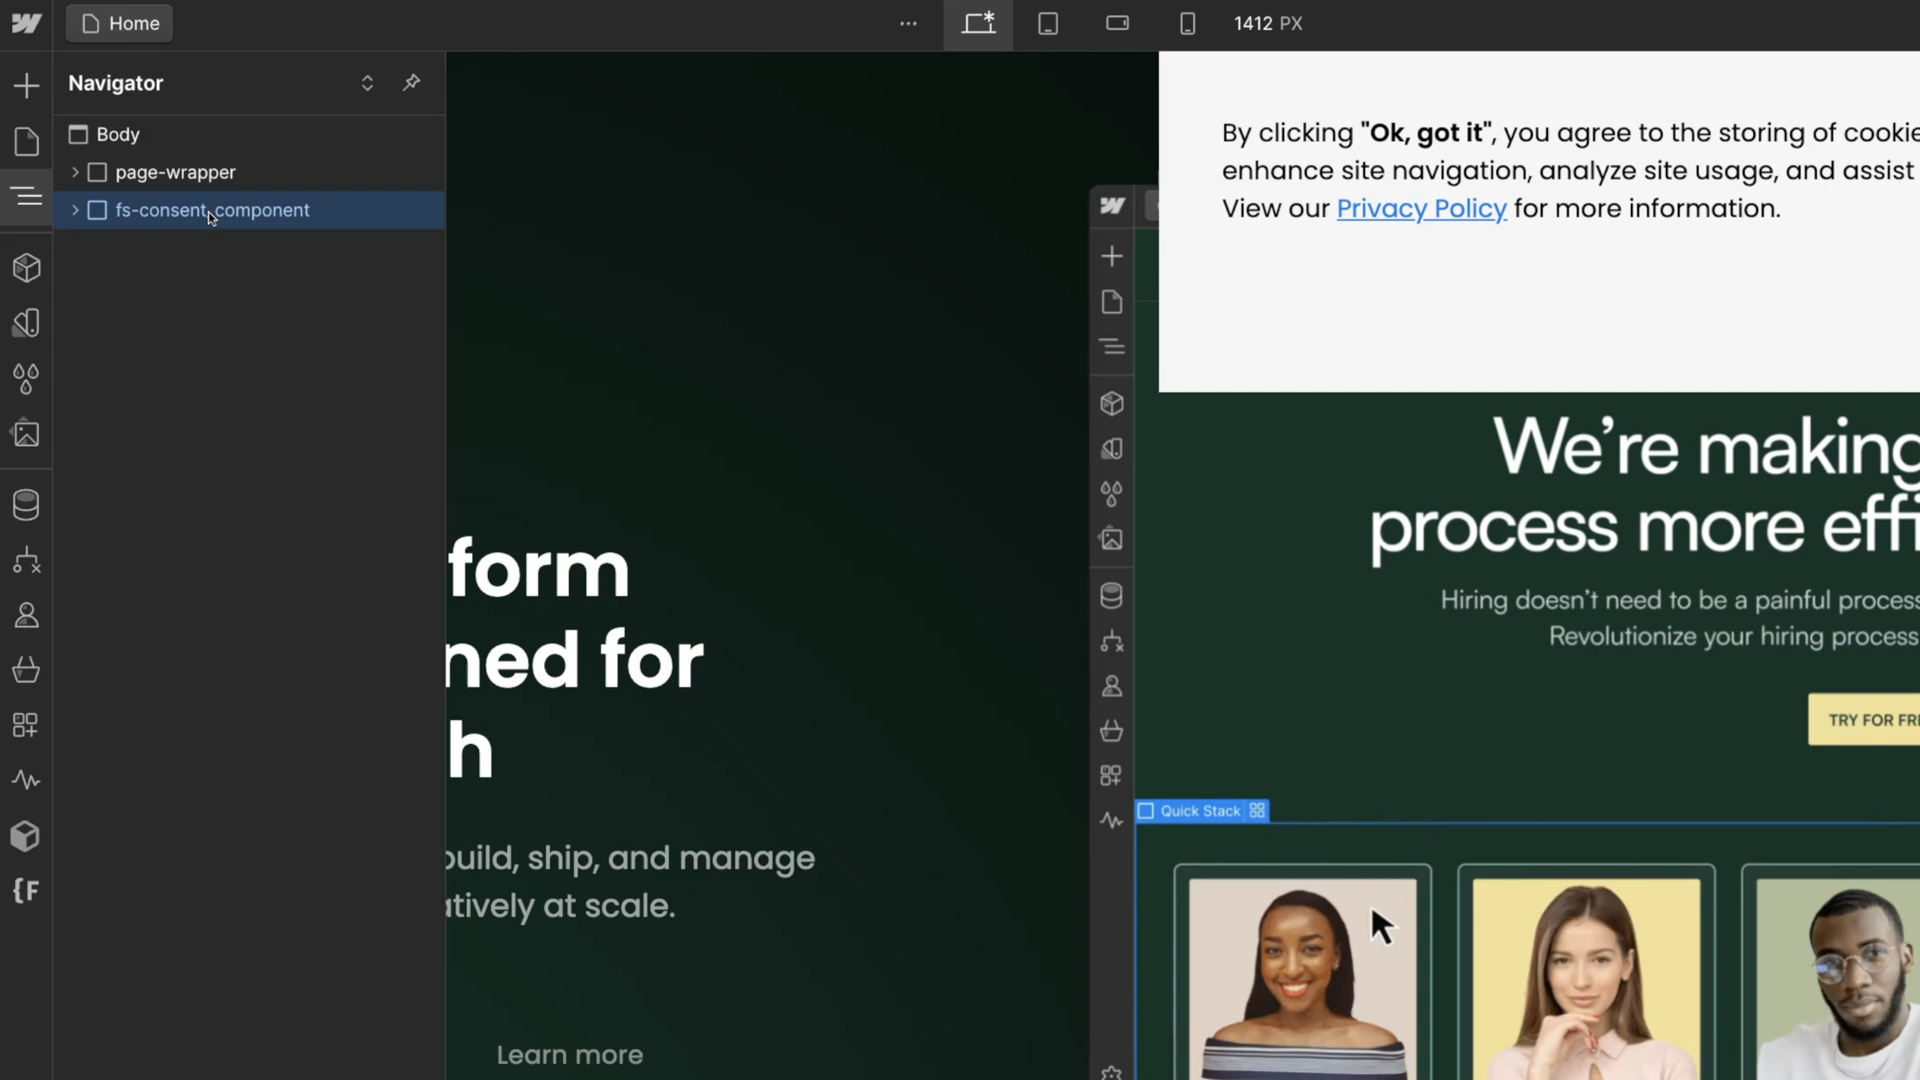 Home
1412 PX
Navigator
Body
page-wrapper
fs-consent_component
By clicking "Ok, got it", you agree to the storing of cookie
enhance site navigation, analyze site usage, and assist
View our Privacy Policy for more information.
We're making
process more effi
Hiring doesn't need to be a painful process
Revolutionize your hiring process
TRY FOR FRE
form
ned for
h
build, ship, and manage
atively at scale.
Learn more
Quick Stack
{F